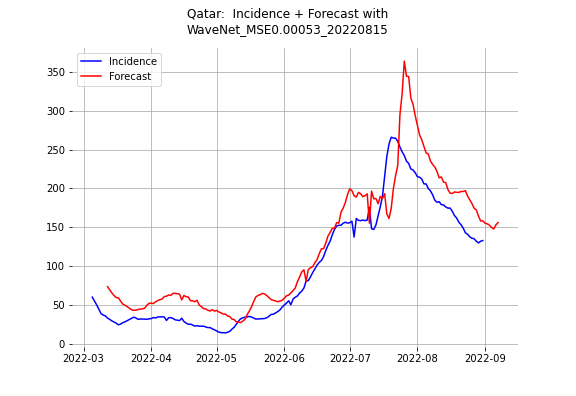 Qatar:  Incidence + Forecast with
WaveNet_MSE0.00053_20220815
Incidence
Forecast
350
300
250
200
150
100
50
0
2022-03 2022-04 2022-05 2022-06 2022-07 2022-08 2022-09